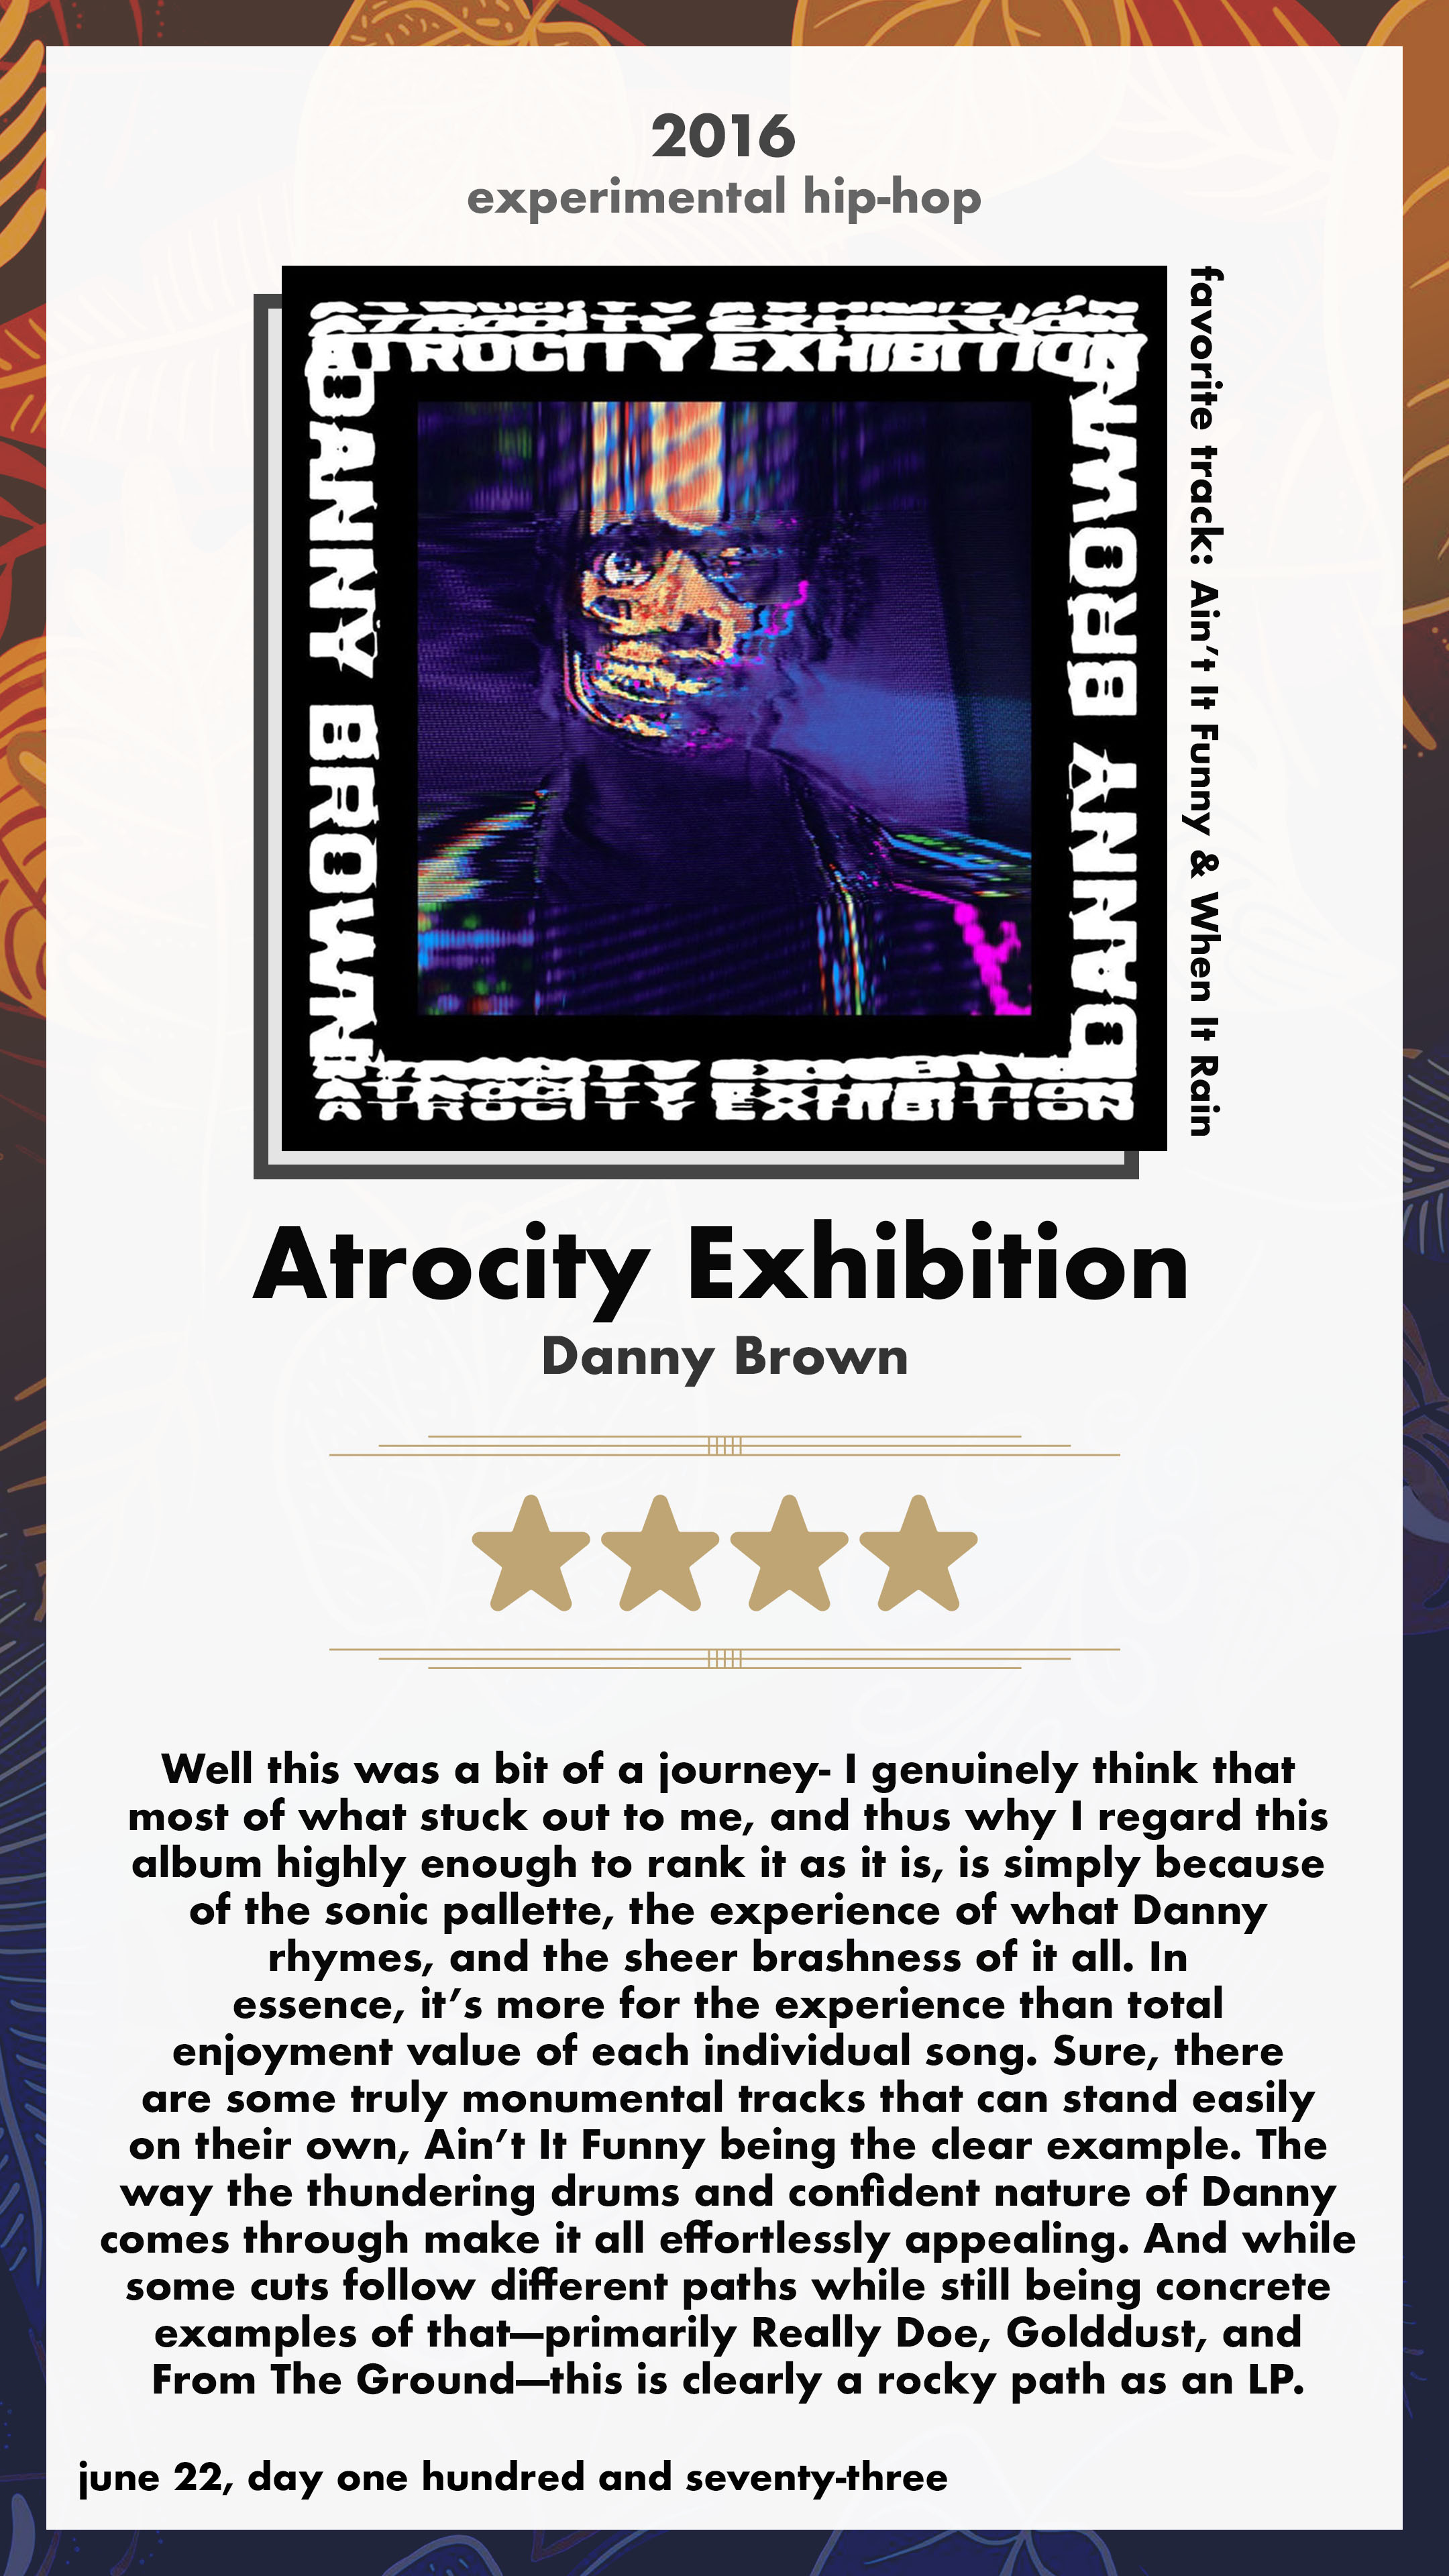 2016
experimental hip-hop
ATROCITY EXHIBITION
DANNY BROWN
DANNY BROWN
ATROCITY EXHIBITION
favorite track: Ain't It Funny & When It Rain
Atrocity Exhibition
Danny Brown
Well this was a bit of a journey- I genuinely think that
most of what stuck out to me, and thus why I regard this
album highly enough to rank it as it is, is simply because
of the sonic pallette, the experience of what Danny
rhymes, and the sheer brashness of it all. In
essence, it's more for the experience than total
enjoyment value of each individual song. Sure, there
are some truly monumental tracks that can stand easily
on their own, Ain't It Funny being the clear example. The
way the thundering drums and confident nature of Danny
comes through make it all effortlessly appealing. And while
some cuts follow different paths while still being concrete
examples of that—primarily Really Doe, Golddust, and
From The Ground—this is clearly a rocky path as an LP.
june 22, day one hundred and seventy-three